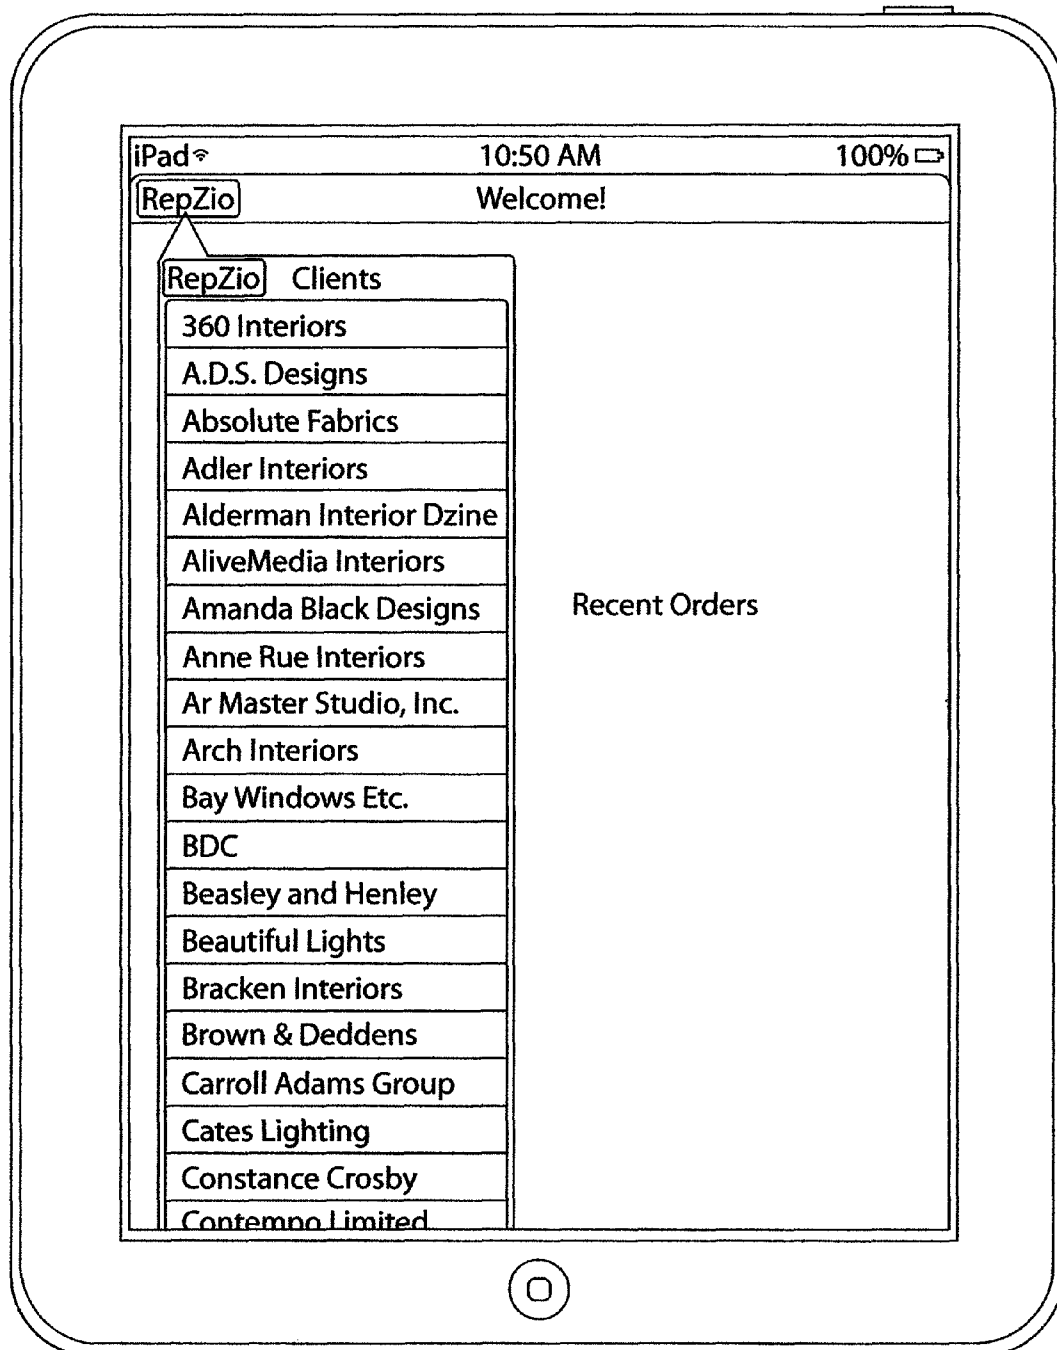 iPad 10:50 AM 100%
RepZio Welcome!
RepZio Clients
360 Interiors
A.D.S. Designs
Absolute Fabrics
Adler Interiors
Alderman Interior Dzine
AliveMedia Interiors
Amanda Black Designs Recent Orders
Anne Rue Interiors
Ar Master Studio, Inc.
Arch Interiors
Bay Windows Etc.
BDC
Beasley and Henley
Beautiful Lights
Bracken Interiors
Brown & Deddens
Carroll Adams Group
Cates Lighting
Constance Crosby
Contempo Limited